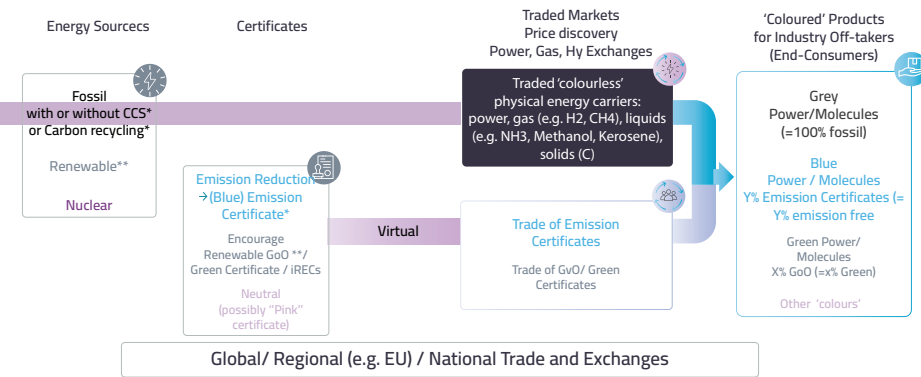 Energy Sourcecs
Certificates
Traded Markets
Price discovery
Power, Gas, Hy Exchanges
‘Coloured’ Products
for Industry Off-takers
(End-Consumers)
Fossil
with or without CCS*
or Carbon recycling*
Renewable**
Nuclear
Emission Reduction
→(Blue) Emission
Certificate*
Encourage
Renewable GoO **/
Green Certificate / iRECs
Neutral
(possibly “Pink”
certificate)
Virtual
Traded ‘colourless’
physical energy carriers:
power, gas (e.g. H2, CH4), liquids
(e.g. NH3, Methanol, Kerosene),
solids (C)
Trade of Emission
Certificates
Trade of GvO/ Green
Certificates
Grey
Power/Molecules
(=100% fossil)
Blue
Power / Molecules
Y% Emission Certificates (=
Y% emission free
Green Power/
Molecules
X% GoO (=x% Green)
Other ‘colours’
Global/ Regional (e.g. EU) / National Trade and Exchanges